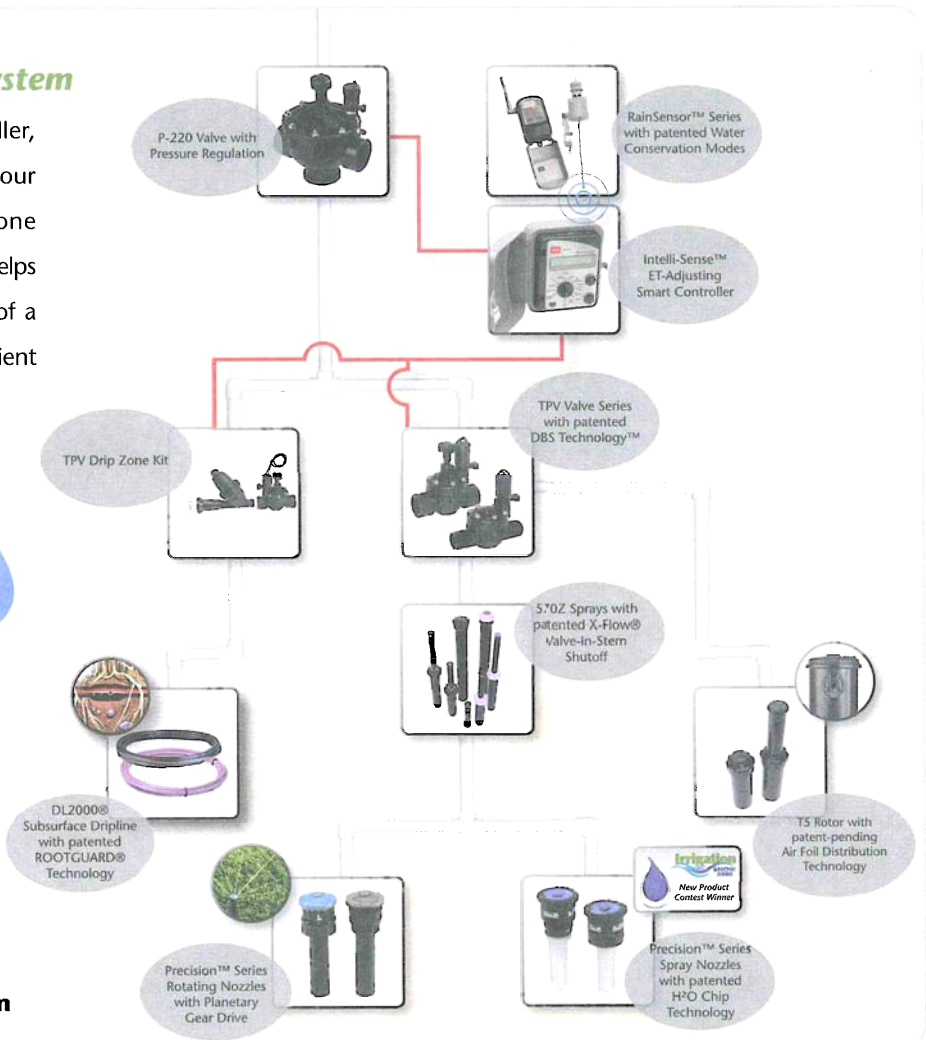 ystem
ller,
our
one
elps
of a
ient
n
P-220 Valve with
Pressure Regulation
RainSensor™ Series
with patented Water
Conservation Modes
Intelli-Sense™
ET-Adjusting
Smart Controller
TPV Drip Zone Kit
TPV Valve Series
with patented
DBS Technology™
570Z Sprays with
patented X-Flow®
Valve-In-Stem
Shutoff
DL2000®
Subsurface Dripline
with patented
ROOTGUARD®
Technology
T5 Rotor with
patent-pending
Air Foil Distribution
Technology
Irrigation
SHOW
New Product
Contest Winner
Precision™ Series
Rotating Nozzles
with Planetary
Gear Drive
Precision™ Series
Spray Nozzles
with patented
H²O Chip
Technology